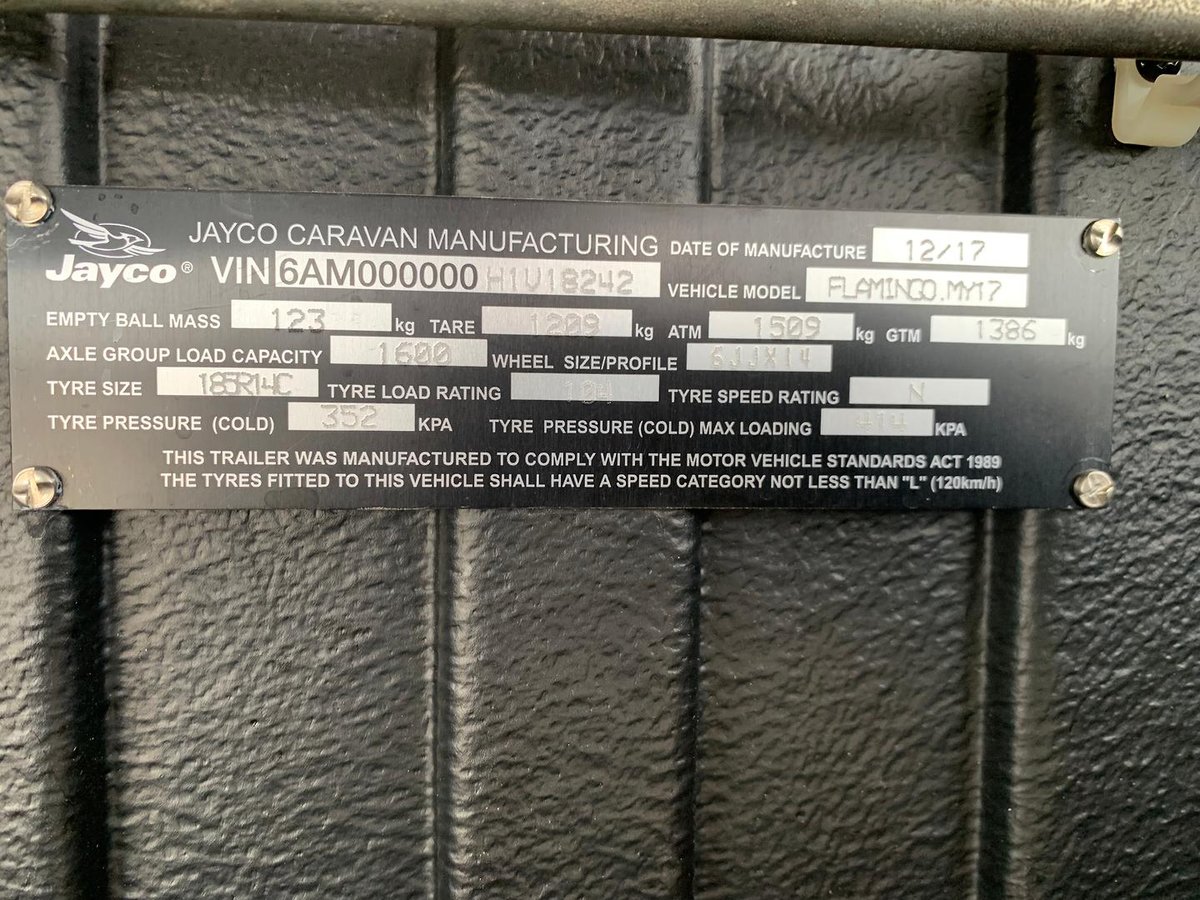 JAYCO CARAVAN MANUFACTURING DATE OF MANUFACTURE 12/17
Jayco® VIN 6AM000000H1V18242 VEHICLE MODEL FLAMINGO.MY17
EMPTY BALL MASS 123 kg TARE 1209 kg ATM 1509 kg GTM 1386 kg
AXLE GROUP LOAD CAPACITY 1600 WHEEL SIZE/PROFILE 6JJX14
TYRE SIZE 185R14C TYRE LOAD RATING 104 TYRE SPEED RATING N
TYRE PRESSURE (COLD) 352 KPA TYRE PRESSURE (COLD) MAX LOADING 414 KPA
THIS TRAILER WAS MANUFACTURED TO COMPLY WITH THE MOTOR VEHICLE STANDARDS ACT 1989
THE TYRES FITTED TO THIS VEHICLE SHALL HAVE A SPEED CATEGORY NOT LESS THAN "L" (120km/h)